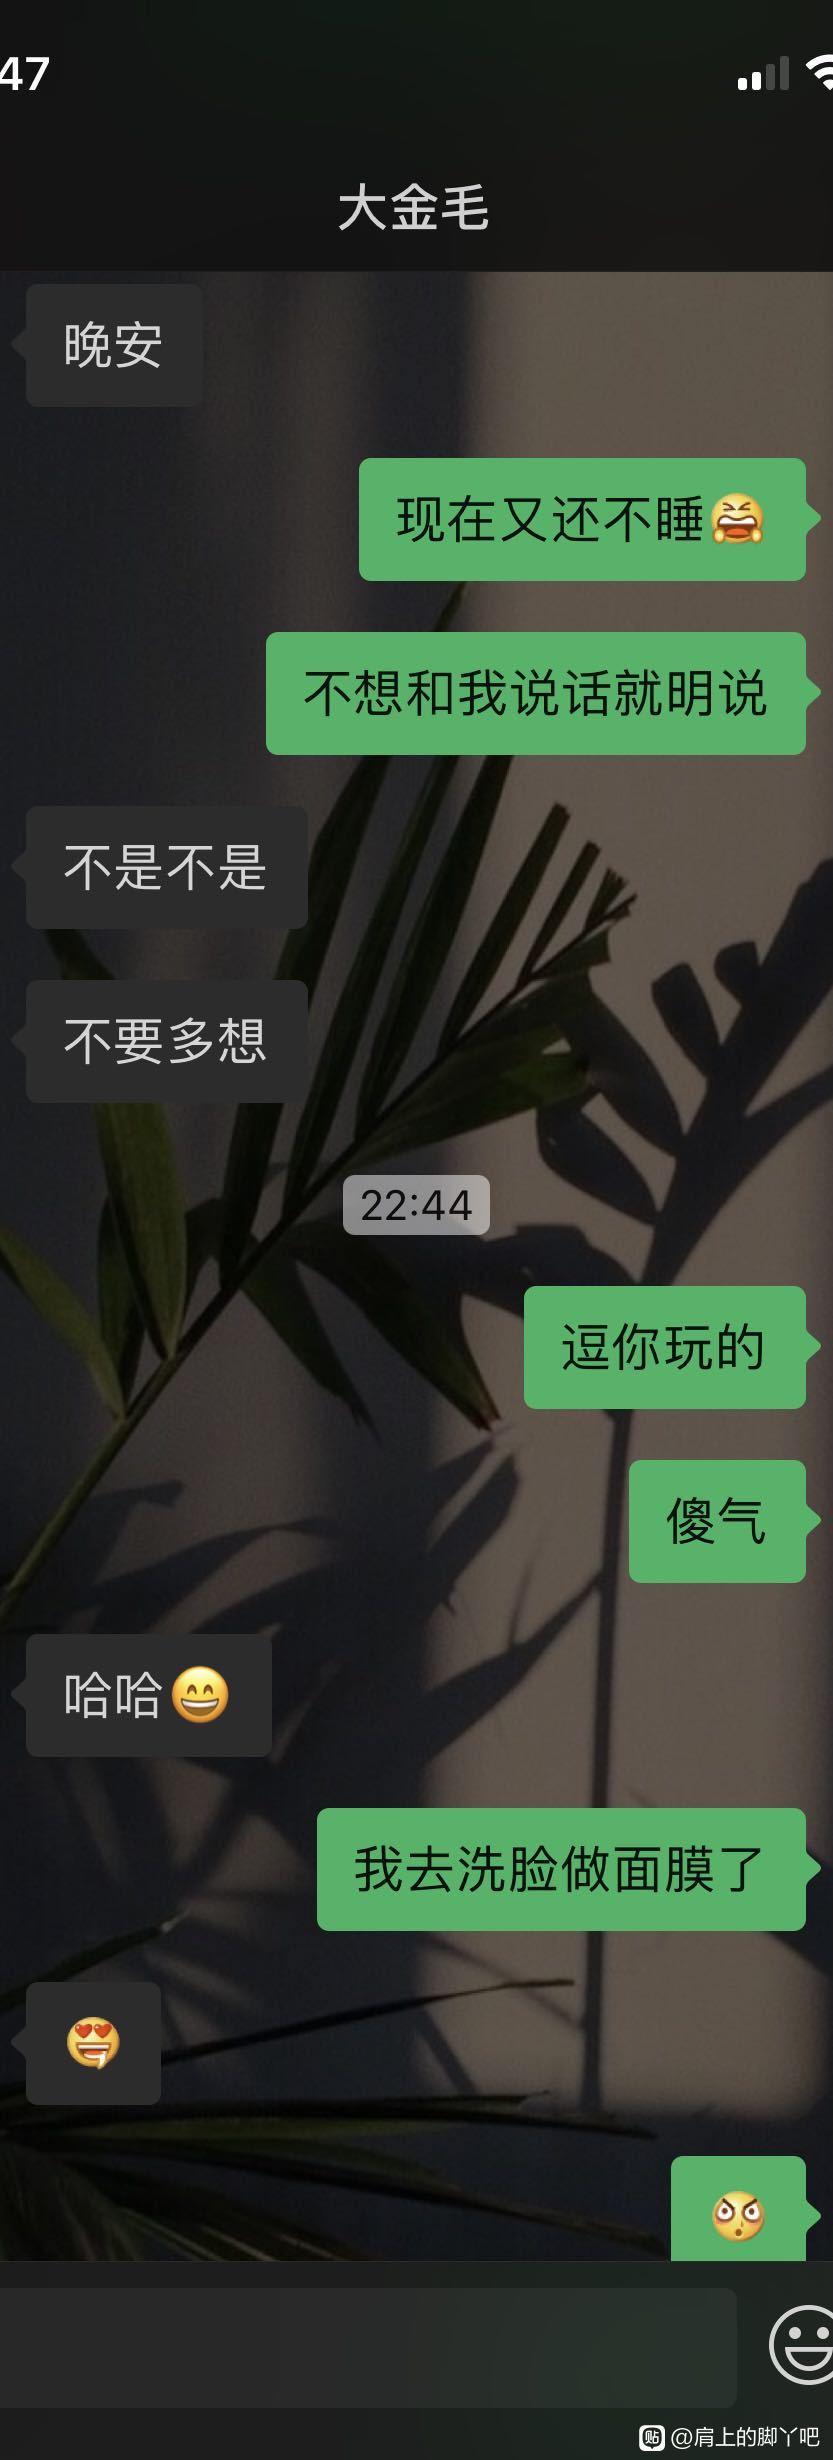 47
大金毛
晚安
现在又还不睡
不想和我说话就明说
不是不是
不要多想
22:44
逗你玩的
傻气
哈哈😄
我去洗脸做面膜了
贴 @肩上的脚丫吧